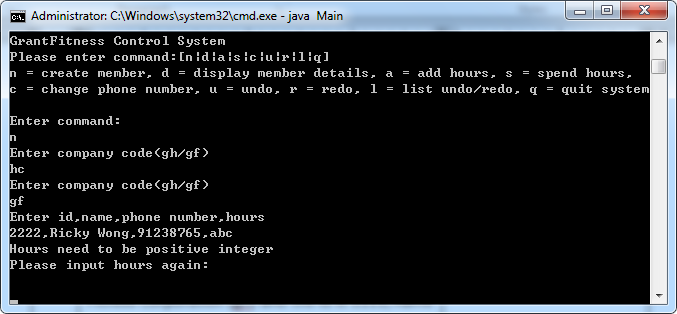 Administrator: C:\Windows\system32\cmd.exe - java Main
GrantFitness Control System
Please enter command:[n|d|a|s|c|u|r|l|q]
n = create member, d = display member details, a = add hours, s = spend hours,
c = change phone number, u = undo, r = redo, l = list undo/redo, q = quit system
Enter command:
n
Enter company code(gh/gf)
hc
Enter company code(gh/gf)
gf
Enter id,name,phone number,hours
2222,Ricky Wong,91238765,abc
Hours need to be positive integer
Please input hours again: